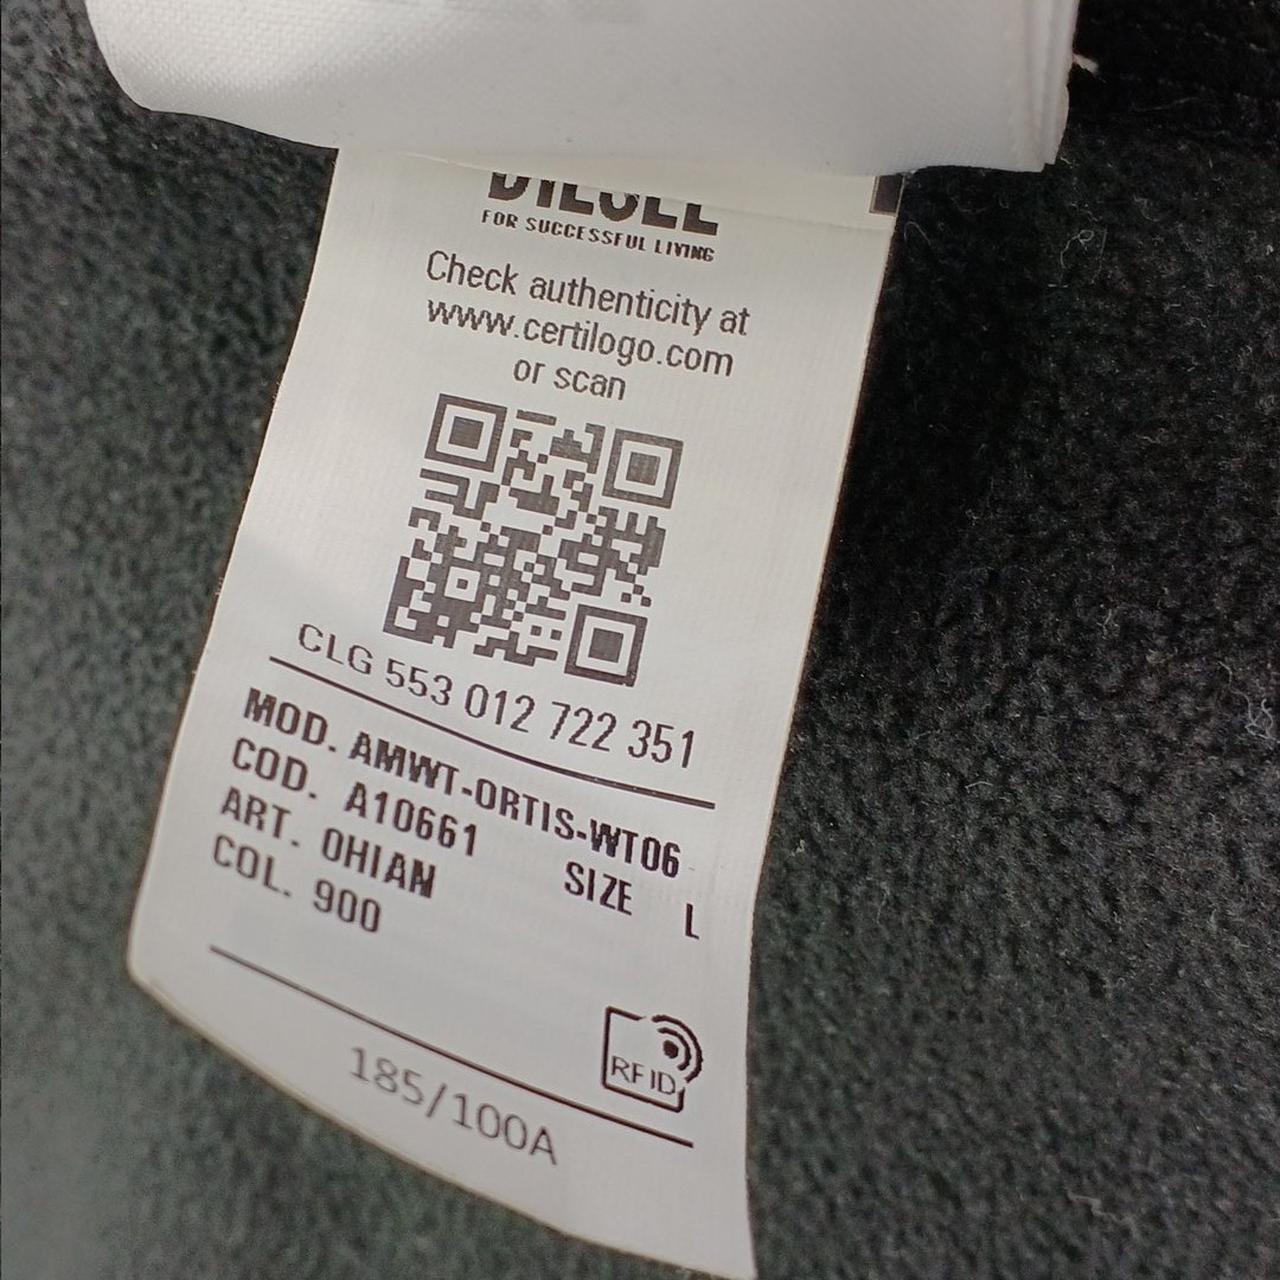 DIESEL
FOR SUCCESSFUL LIVING
Check authenticity at
www.certilogo.com
or scan
CLG 553 012 722 351
MOD. AMWT-ORTIS-WT06
COD. A10661 SIZE L
ART. OHIAN
COL. 900
RFID
185/100A